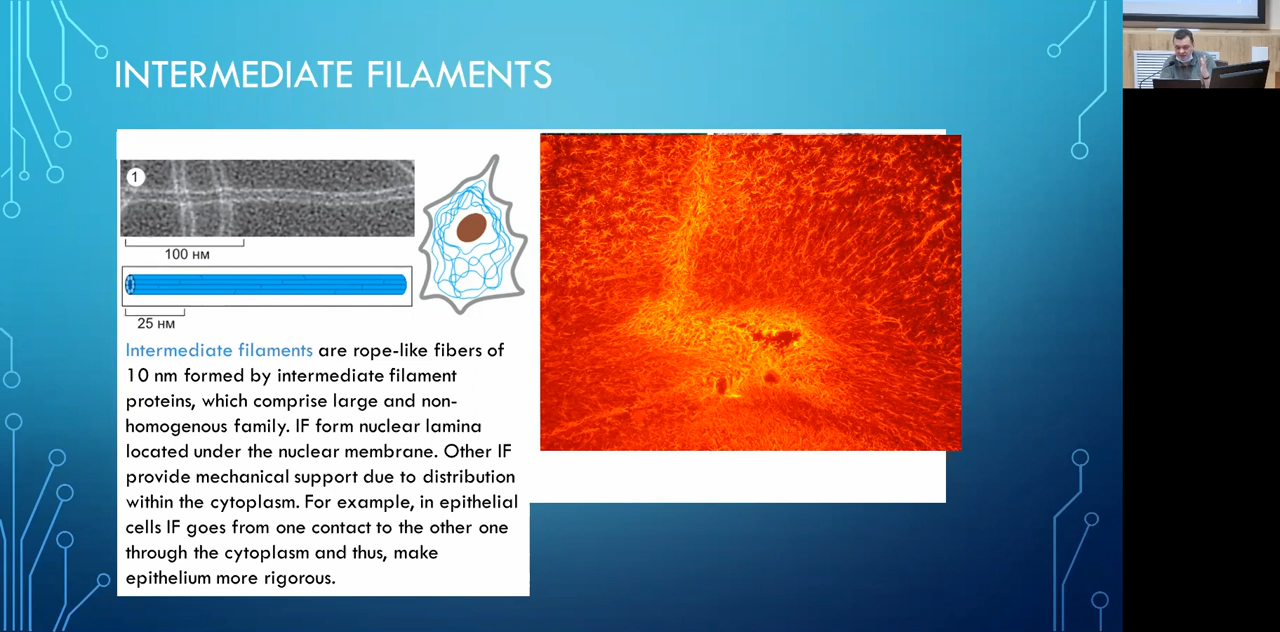 INTERMEDIATE FILAMENTS
1
100 нм
25 нм
Intermediate filaments are rope-like fibers of
10 nm formed by intermediate filament
proteins, which comprise large and non-
homogenous family. IF form nuclear lamina
located under the nuclear membrane. Other IF
provide mechanical support due to distribution
within the cytoplasm. For example, in epithelial
cells IF goes from one contact to the other one
through the cytoplasm and thus, make
epithelium more rigorous.